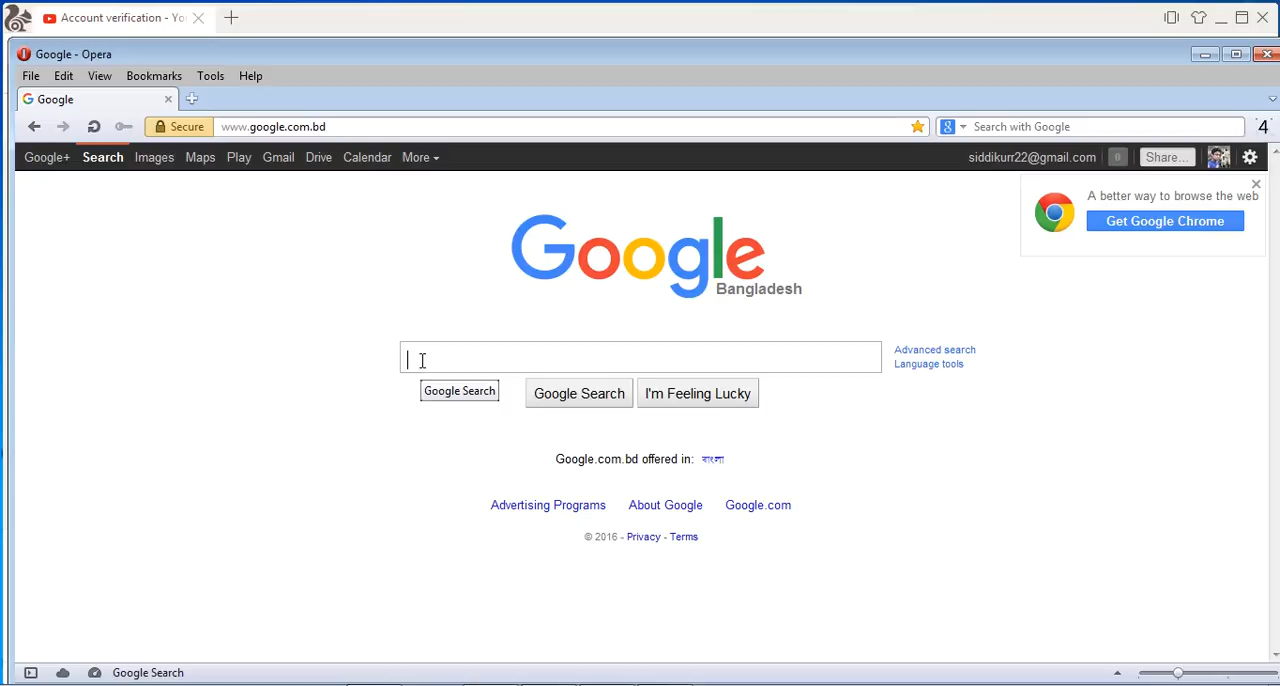 Account verification - Yo
Google - Opera
File Edit View Bookmarks Tools Help
Google
Secure www.google.com.bd Search with Google 4
Google+ Search Images Maps Play Gmail Drive Calendar More siddikurr22@gmail.com 0 Share...
A better way to browse the web
Get Google Chrome
Google
Bangladesh
Advanced search
Language tools
Google Search Google Search I'm Feeling Lucky
Google.com.bd offered in: বাংলা
Advertising Programs About Google Google.com
© 2016 - Privacy - Terms
Google Search